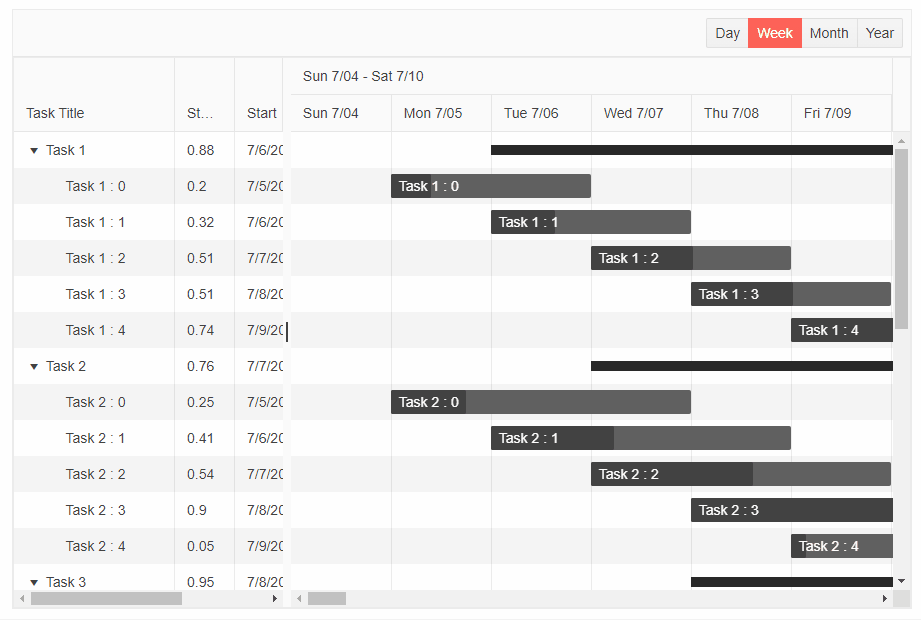 Day Week Month Year
Sun 7/04 - Sat 7/10
Task Title St... Start Sun 7/04 Mon 7/05 Tue 7/06 Wed 7/07 Thu 7/08 Fri 7/09
Task 1 0.88 7/6/20
Task 1 : 0 0.2 7/5/20 Task 1 : 0
Task 1 : 1 0.32 7/6/20 Task 1 : 1
Task 1 : 2 0.51 7/7/20 Task 1 : 2
Task 1 : 3 0.51 7/8/20 Task 1 : 3
Task 1 : 4 0.74 7/9/20 Task 1 : 4
Task 2 0.76 7/7/20
Task 2 : 0 0.25 7/5/20 Task 2 : 0
Task 2 : 1 0.41 7/6/20 Task 2 : 1
Task 2 : 2 0.54 7/7/20 Task 2 : 2
Task 2 : 3 0.9 7/8/20 Task 2 : 3
Task 2 : 4 0.05 7/9/20 Task 2 : 4
Task 3 0.95 7/8/20